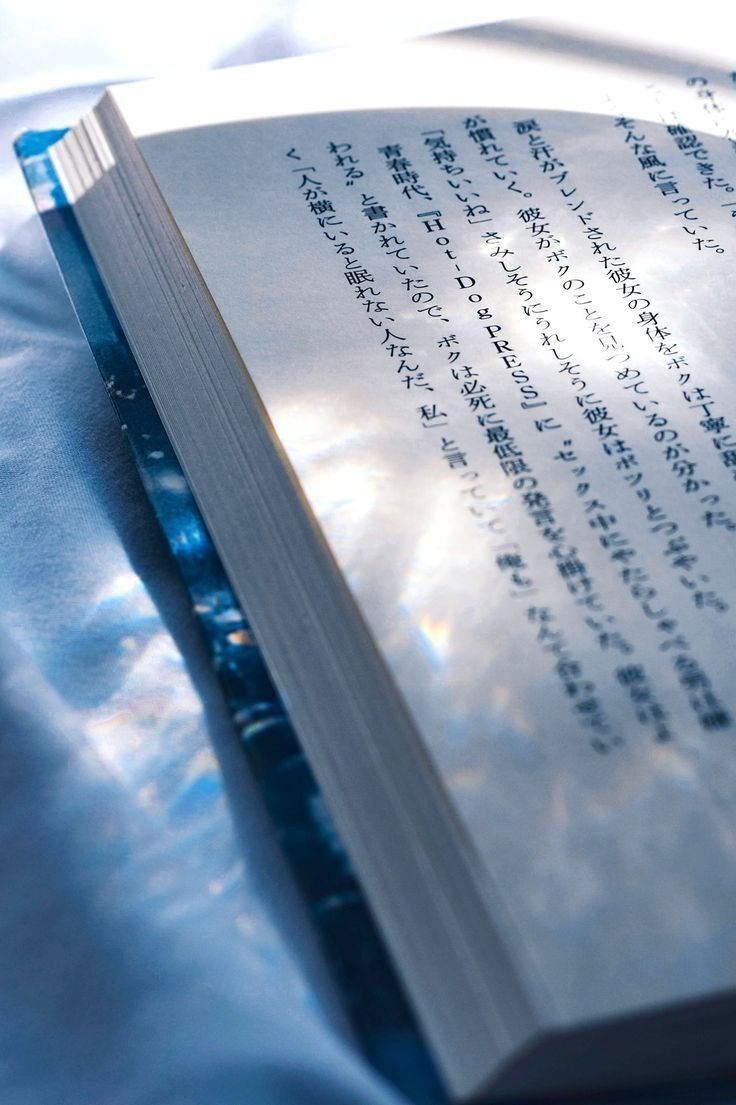 の身体に
確認できた。
そんな風に言っていた。
涙と汗がブレンドされた彼女の身体をボクは丁寧に
が慣れていく。彼女がボクのことを見つめているのが分かった。
「気持ちいいね」さみしそうにうれしそうに彼女はポツリとつぶやいた。
青春時代、『Hot-Dog PRESS』に〝セックス中にやたらしゃべる男は嫌
われる〟と書かれていたので、ボクは必死に最低限の発言を心掛けていた。彼女はよ
く「人が横にいると眠れない人なんだ、私」と言っていて「俺も」なんて合わせてい